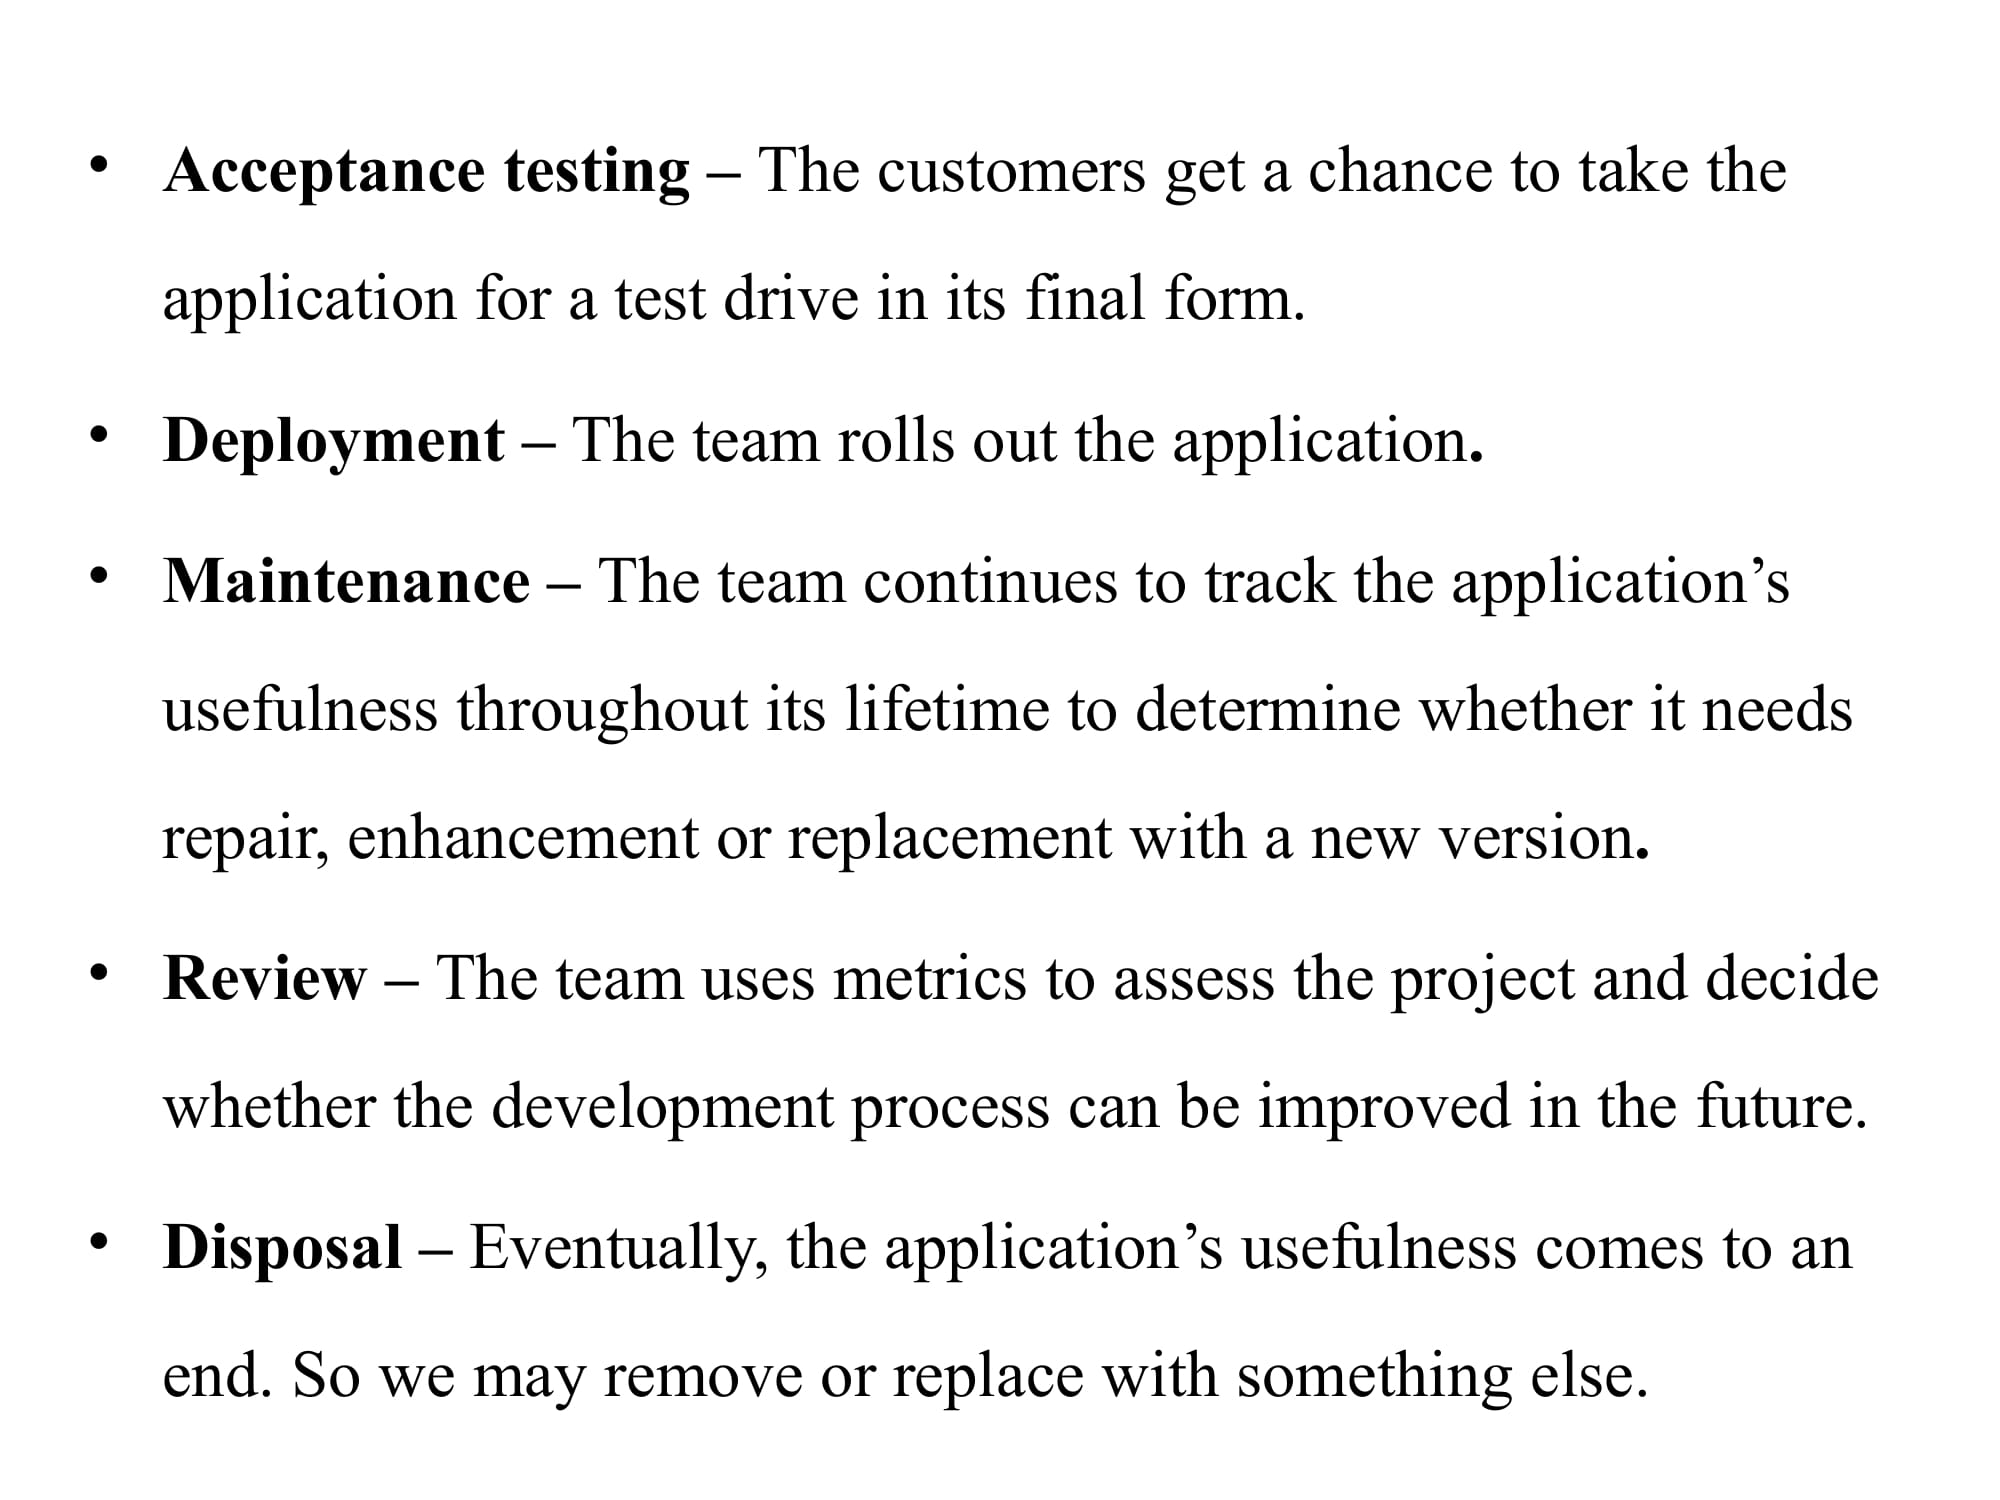 • Acceptance testing – The customers get a chance to take the
application for a test drive in its final form.
• Deployment – The team rolls out the application.
• Maintenance – The team continues to track the application’s
usefulness throughout its lifetime to determine whether it needs
repair, enhancement or replacement with a new version.
• Review – The team uses metrics to assess the project and decide
whether the development process can be improved in the future.
• Disposal – Eventually, the application’s usefulness comes to an
end. So we may remove or replace with something else.